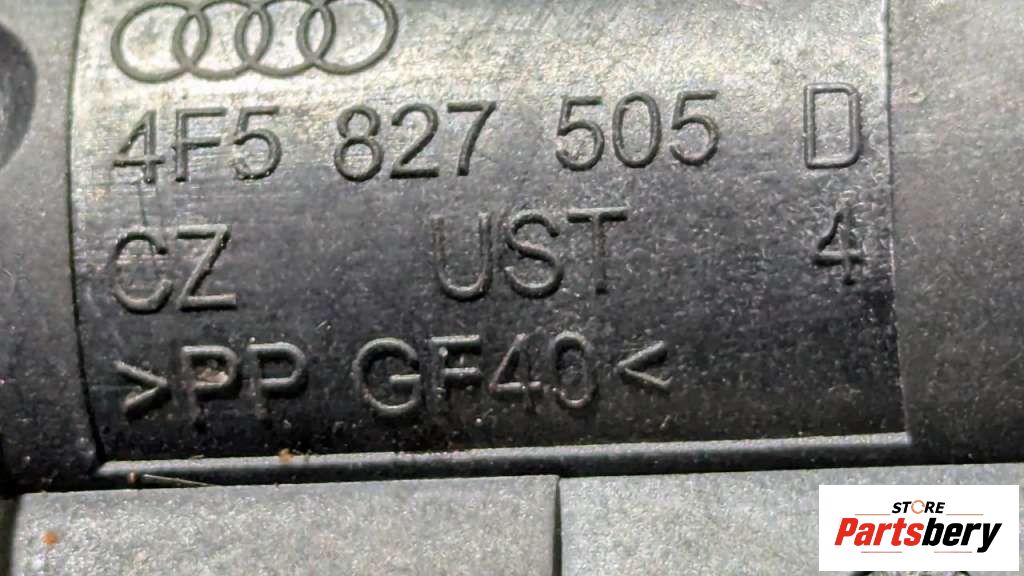 4F5 827 505 D
CZ UST 4
>PP GF40<
STORE
Partsbery